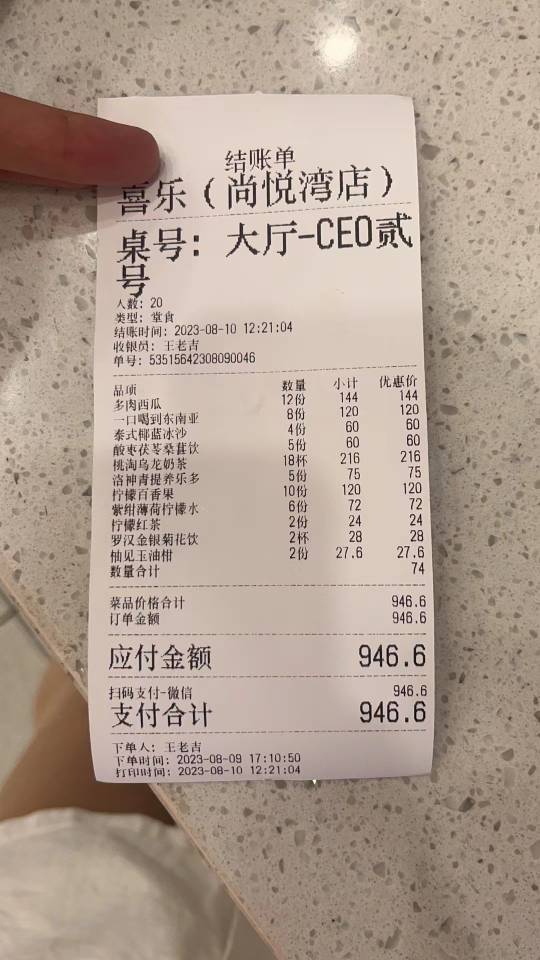 结账单
喜乐（尚悦湾店）
桌号: 大厅-CEO贰
号
人数: 20
类型: 堂食
结账时间: 2023-08-10 12:21:04
收银员: 王老吉
单号: 53515642308090046
品项 数量 小计 优惠价
多肉西瓜 12份 144 144
一口喝到东南亚 8份 120 120
泰式椰蓝冰沙 4份 60 60
酸枣茯苓桑葚饮 5份 60 60
桃淘乌龙奶茶 18杯 216 216
洛神青提养乐多 5份 75 75
柠檬百香果 10份 120 120
紫绀薄荷柠檬水 6份 72 72
柠檬红茶 2份 24 24
罗汉金银菊花饮 2杯 28 28
柚见玉油柑 2份 27.6 27.6
数量合计 74
菜品价格合计 946.6
订单金额 946.6
应付金额 946.6
扫码支付-微信 946.6
支付合计 946.6
下单人: 王老吉
下单时间: 2023-08-09 17:10:50
打印时间: 2023-08-10 12:21:04